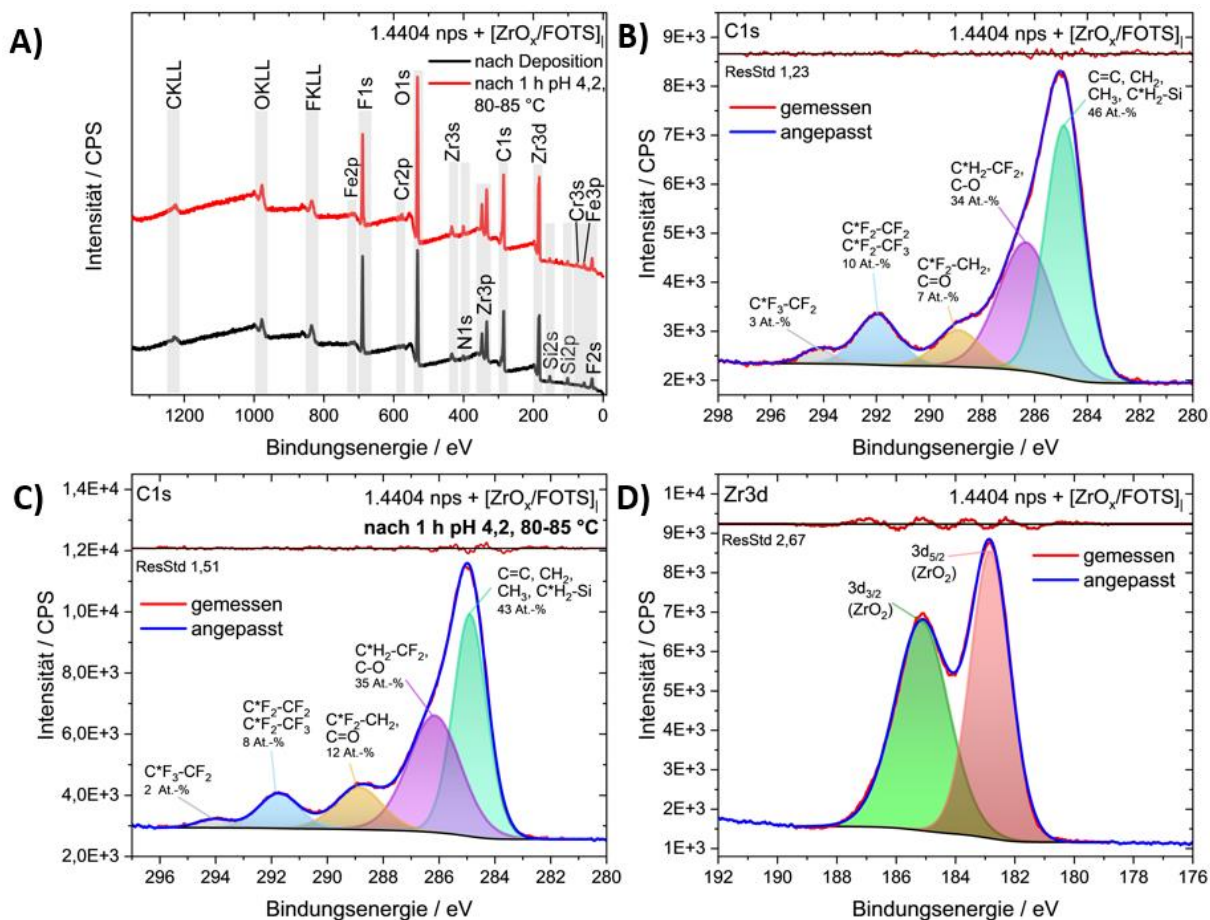 A)
1.4404 nps + [ZrOx/FOTS]|
nach Deposition
nach 1 h pH 4,2,
80-85 °C
CKLL
OKLL
FKLL
Fe2p
F1s
Cr2p
O1s
Zr3s
N1s
Zr3p
C1s
Zr3d
Si2s
Si2p
Cr3s
Fe3p
F2s
Intensität / CPS
1200
1000
800
600
400
200
0
Bindungsenergie / eV
B)
C1s
1.4404 nps + [ZrOx/FOTS]|
ResStd 1,23
gemessen
angepasst
C=C, CH2,
CH3, C*H2-Si
46 At.-%
C*H2-CF2,
C-O
34 At.-%
C*F2-CF2
C*F2-CF3
10 At.-%
C*F2-CH2,
C=O
7 At.-%
C*F3-CF2
3 At.-%
9E+3
8E+3
7E+3
6E+3
5E+3
4E+3
3E+3
2E+3
Intensität / CPS
298
296
294
292
290
288
286
284
282
280
Bindungsenergie / eV
C)
C1s
1.4404 nps + [ZrOx/FOTS]|
nach 1 h pH 4,2, 80-85 °C
ResStd 1,51
gemessen
angepasst
C=C, CH2,
CH3, C*H2-Si
43 At.-%
C*H2-CF2,
C-O
35 At.-%
C*F2-CF2
C*F2-CF3
8 At.-%
C*F2-CH2,
C=O
12 At.-%
C*F3-CF2
2 At.-%
1,4E+4
1,2E+4
1,0E+4
8,0E+3
6,0E+3
4,0E+3
2,0E+3
Intensität / CPS
296
294
292
290
288
286
284
282
280
Bindungsenergie / eV
D)
Zr3d
1.4404 nps + [ZrOx/FOTS]|
ResStd 2,67
gemessen
angepasst
3d5/2
(ZrO2)
3d3/2
(ZrO2)
1E+4
9E+3
8E+3
7E+3
6E+3
5E+3
4E+3
3E+3
2E+3
1E+3
Intensität / CPS
192
190
188
186
184
182
180
178
176
Bindungsenergie / eV